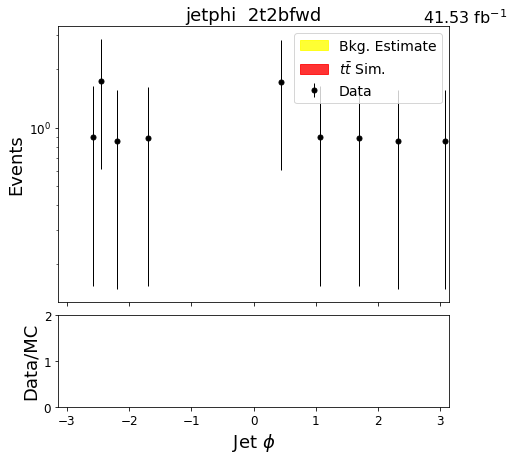 jetphi 2t2bfwd
41.53 fb⁻¹
Bkg. Estimate
tt̄ Sim.
Data
10⁰
Events
2
1
0
Data/MC
−3 −2 −1 0 1 2 3
Jet ϕ